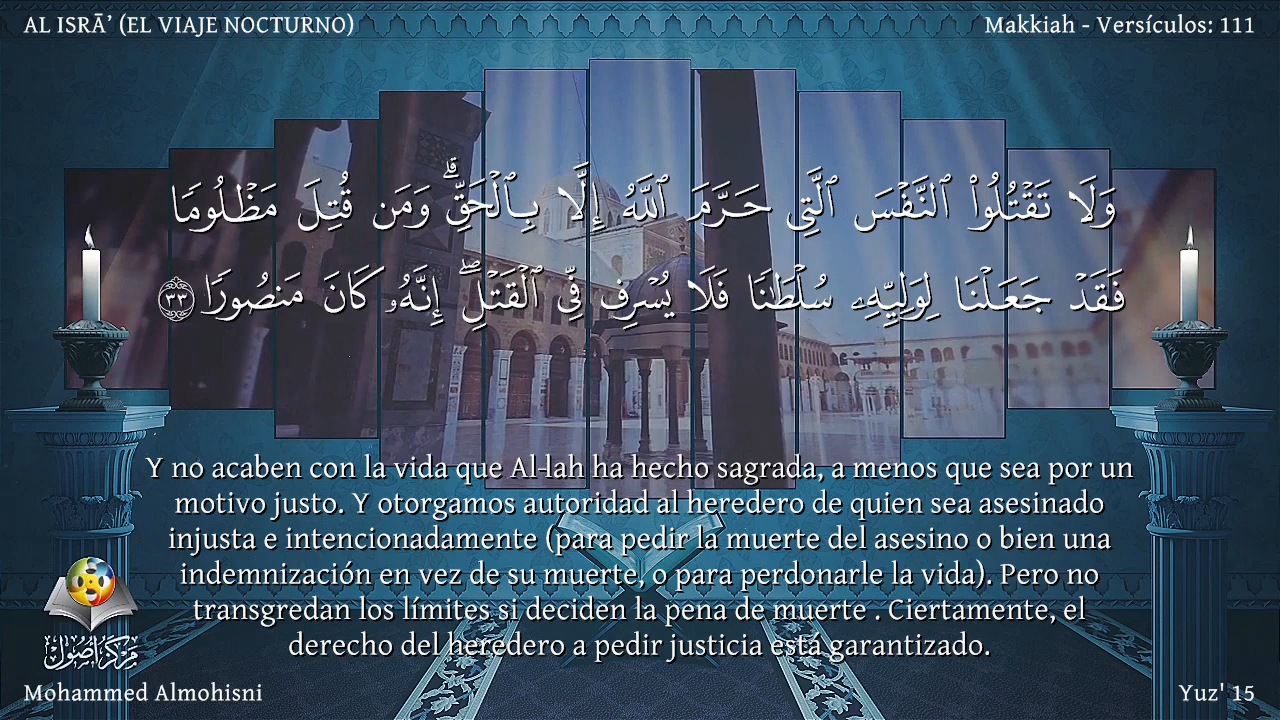 AL ISRĀ’ (EL VIAJE NOCTURNO)
Makkiah - Versículos: 111
وَلَا تَقْتُلُوا۟ ٱلنَّفْسَ ٱلَّتِى حَرَّمَ ٱللَّهُ إِلَّا بِٱلْحَقِّ ۗ وَمَن قُتِلَ مَظْلُومًا
فَقَدْ جَعَلْنَا لِوَلِيِّهِۦ سُلْطَٰنًا فَلَا يُسْرِف فِّى ٱلْقَتْلِ ۖ إِنَّهُۥ كَانَ مَنصُورًا ٣٣
Y no acaben con la vida que Al-lah ha hecho sagrada, a menos que sea por un
motivo justo. Y otorgamos autoridad al heredero de quien sea asesinado
injusta e intencionadamente (para pedir la muerte del asesino o bien una
indemnización en vez de su muerte, o para perdonarle la vida). Pero no
transgredan los límites si deciden la pena de muerte . Ciertamente, el
derecho del heredero a pedir justicia está garantizado.
مركز أصول
Mohammed Almohisni
Yuz' 15